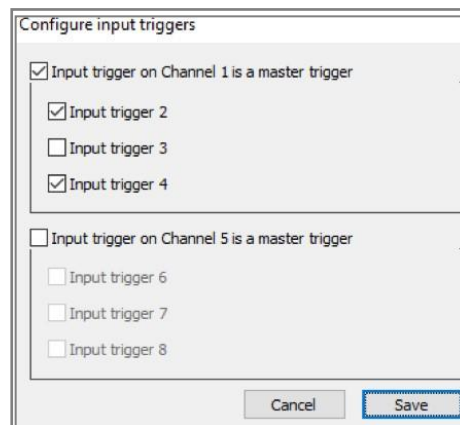 Configure input triggers
Input trigger on Channel 1 is a master trigger
Input trigger 2
Input trigger 3
Input trigger 4
Input trigger on Channel 5 is a master trigger
Input trigger 6
Input trigger 7
Input trigger 8
Cancel
Save